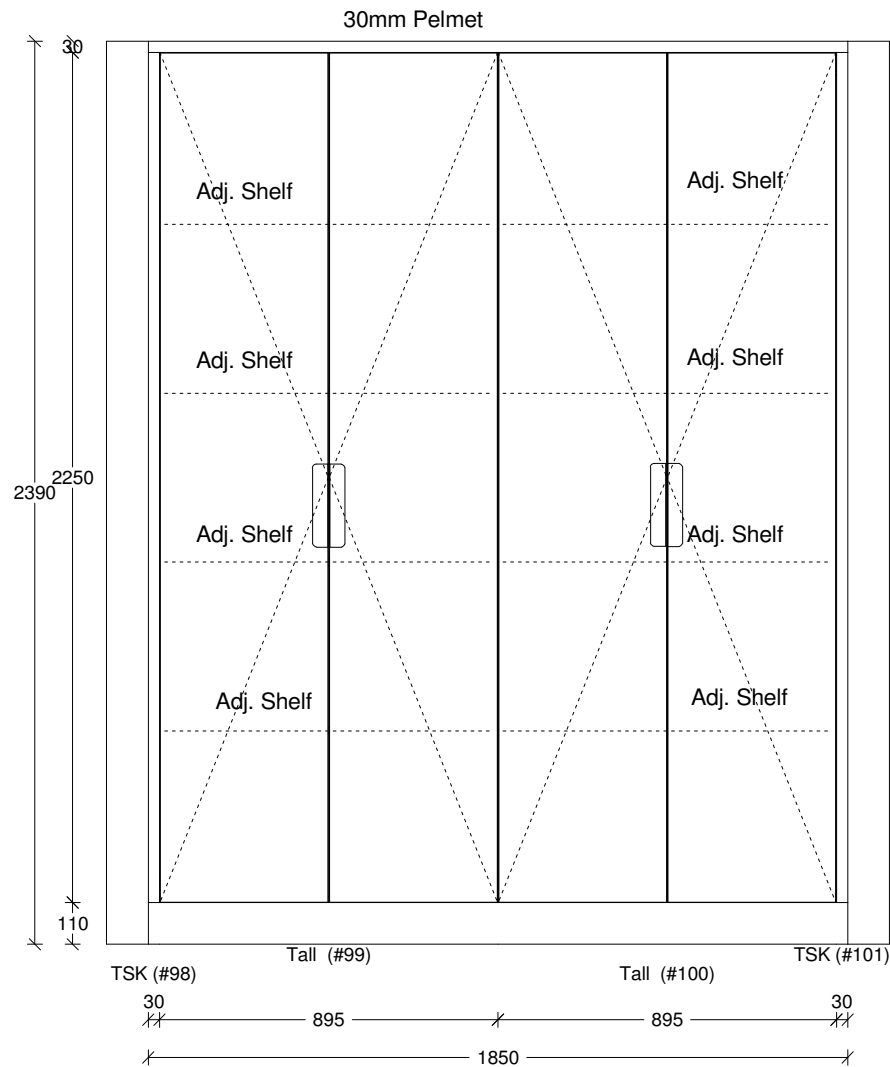 30mm Pelmet
30
Adj. Shelf
Adj. Shelf
Adj. Shelf
Adj. Shelf
2250
2390
Adj. Shelf
Adj. Shelf
Adj. Shelf
Adj. Shelf
110
Tall (#99)
TSK (#101)
TSK (#98)
Tall (#100)
30
30
895
895
1850